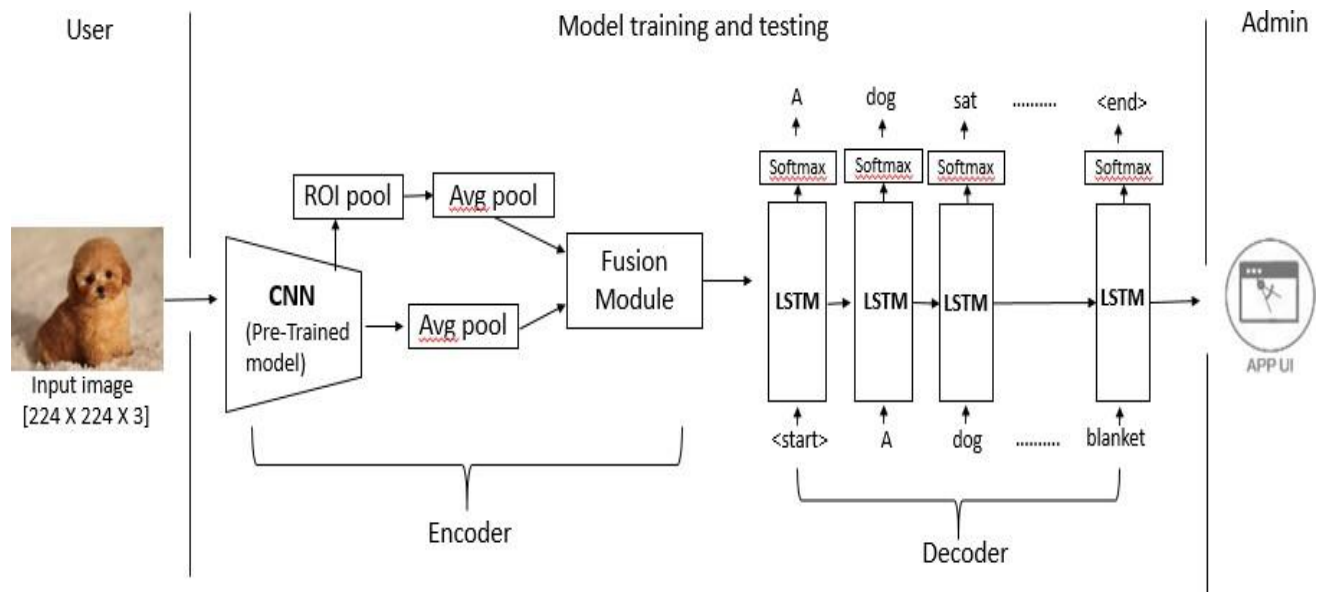 User
Model training and testing
Admin
A
dog
sat
..........
<end>
Softmax
Softmax
Softmax
Softmax
ROI pool
Avg pool
CNN
(Pre-Trained
model)
Avg pool
Fusion
Module
LSTM
LSTM
LSTM
LSTM
APP UI
Input image
[224 X 224 X 3]
<start>
A
dog
..........
blanket
Encoder
Decoder